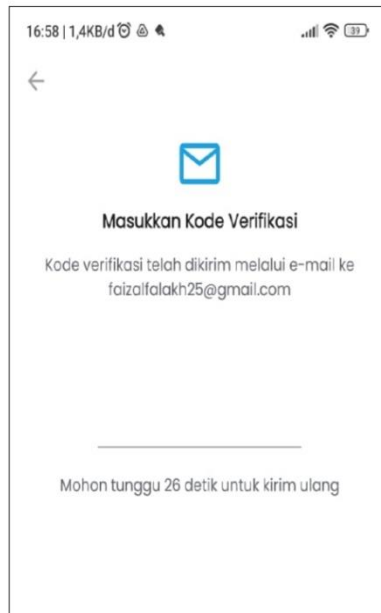 16:58 | 1,4KB/d
39
Masukkan Kode Verifikasi
Kode verifikasi telah dikirim melalui e-mail ke
faizalfalakh25@gmail.com
Mohon tunggu 26 detik untuk kirim ulang